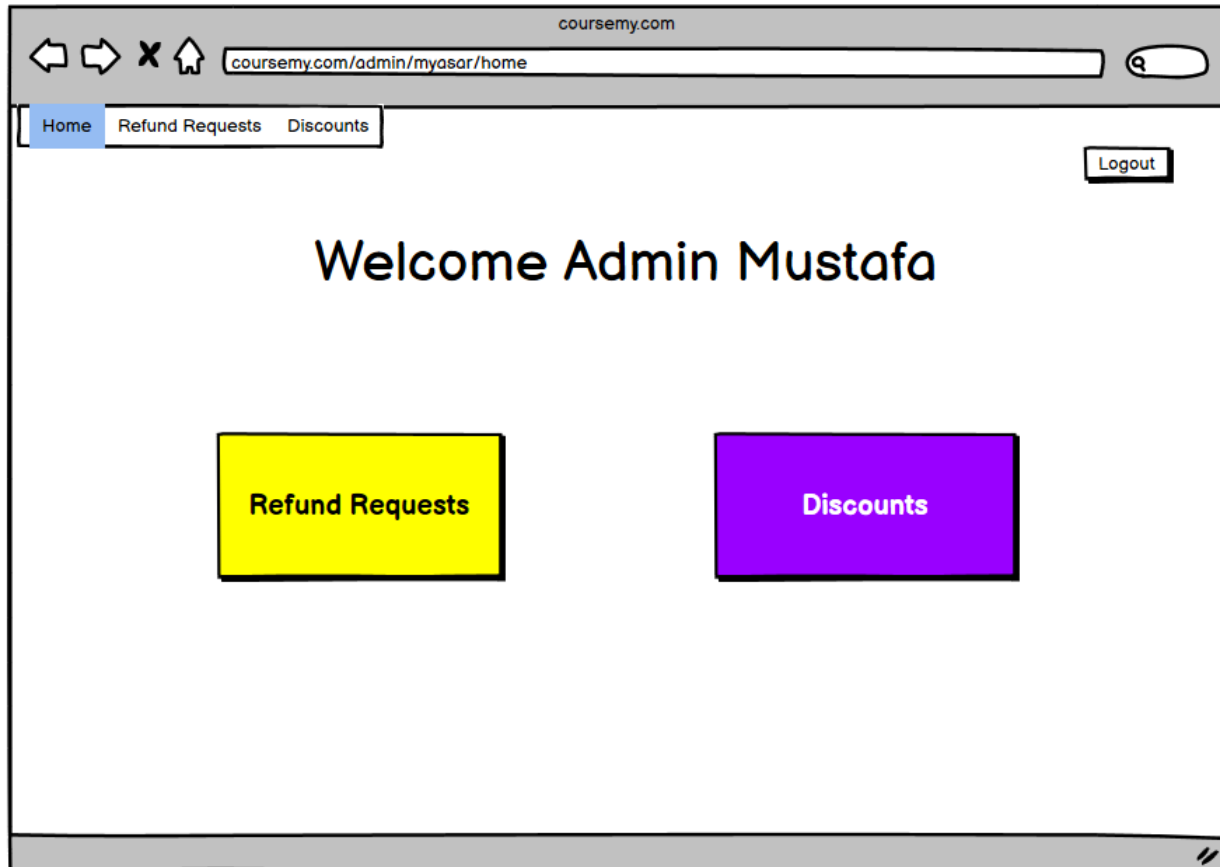 coursemy.com
coursemy.com/admin/myasar/home
Home Refund Requests Discounts
Logout
Welcome Admin Mustafa
Refund Requests
Discounts